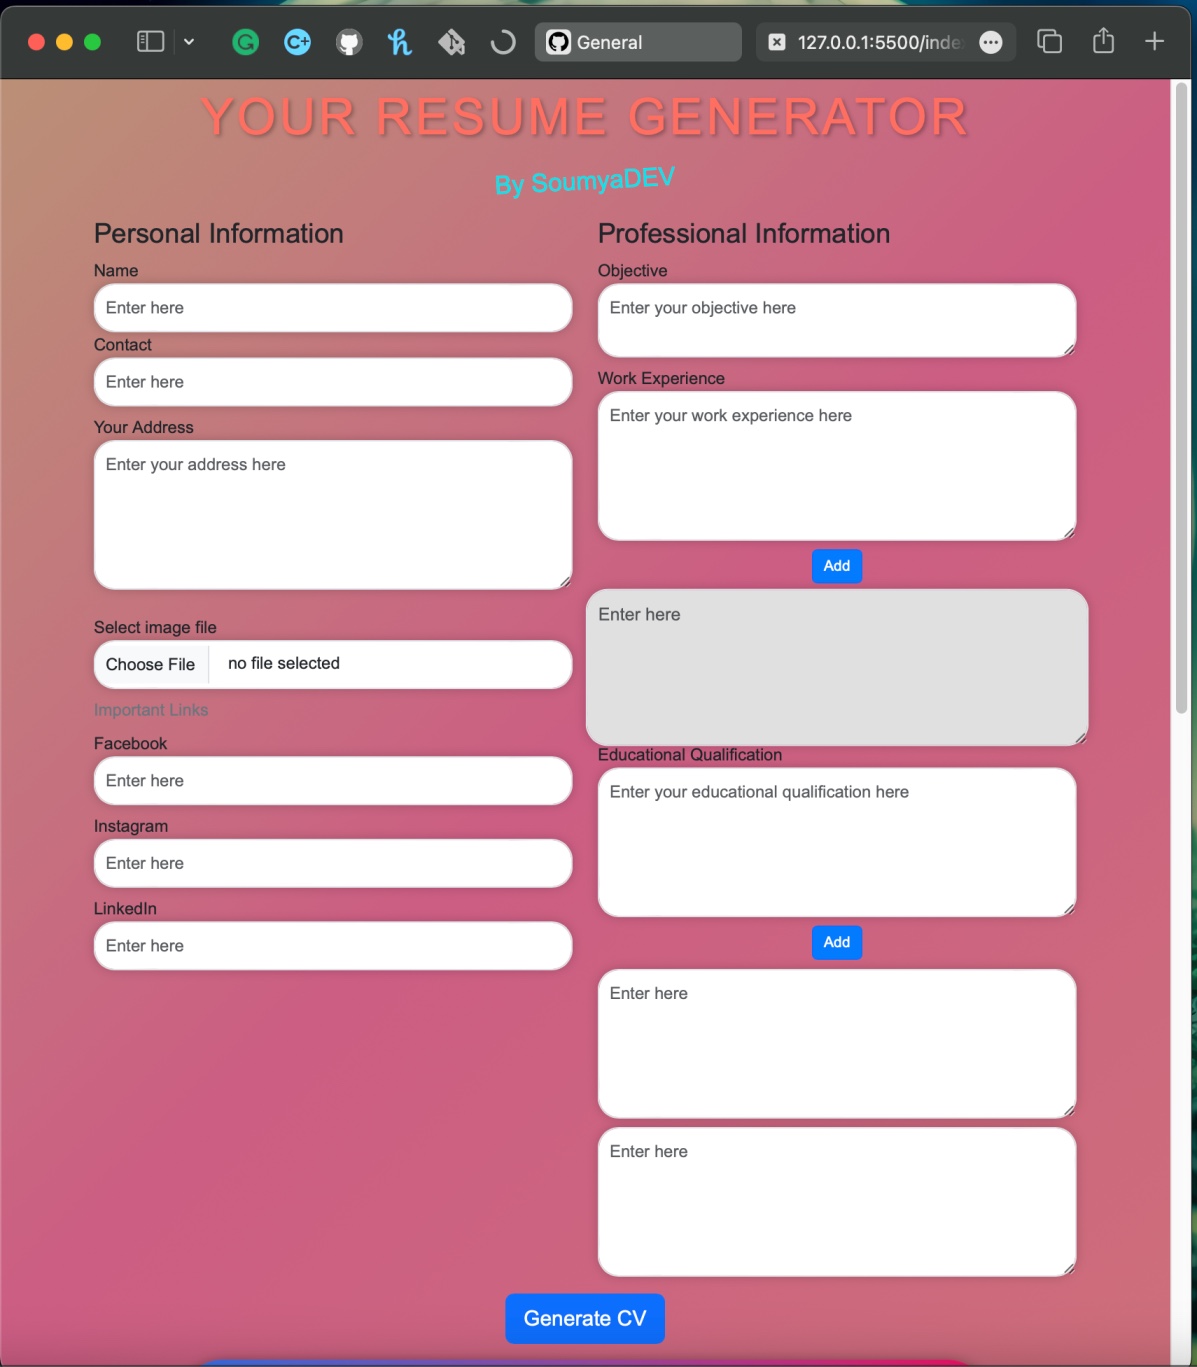 General
127.0.0.1:5500/inde
YOUR RESUME GENERATOR
By SoumyaDEV
Personal Information
Name
Enter here
Contact
Enter here
Your Address
Enter your address here
Select image file
Choose File no file selected
Important Links
Facebook
Enter here
Instagram
Enter here
LinkedIn
Enter here
Professional Information
Objective
Enter your objective here
Work Experience
Enter your work experience here
Add
Enter here
Educational Qualification
Enter your educational qualification here
Add
Enter here
Enter here
Generate CV